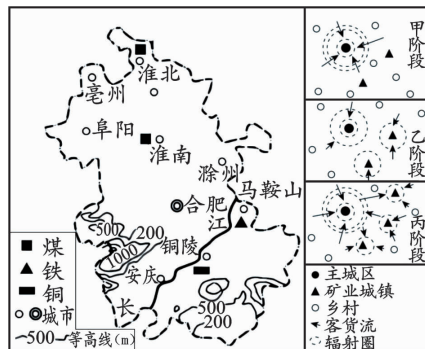 淮北
亳州
阜阳
淮南
滁州
马鞍山
合肥
江
500
200
1000
铜陵
安庆
长
500
200
煤
铁
铜
城市
500 等高线(m)
甲阶段
乙阶段
丙阶段
主城区
矿业城镇
乡村
客货流
辐射圈